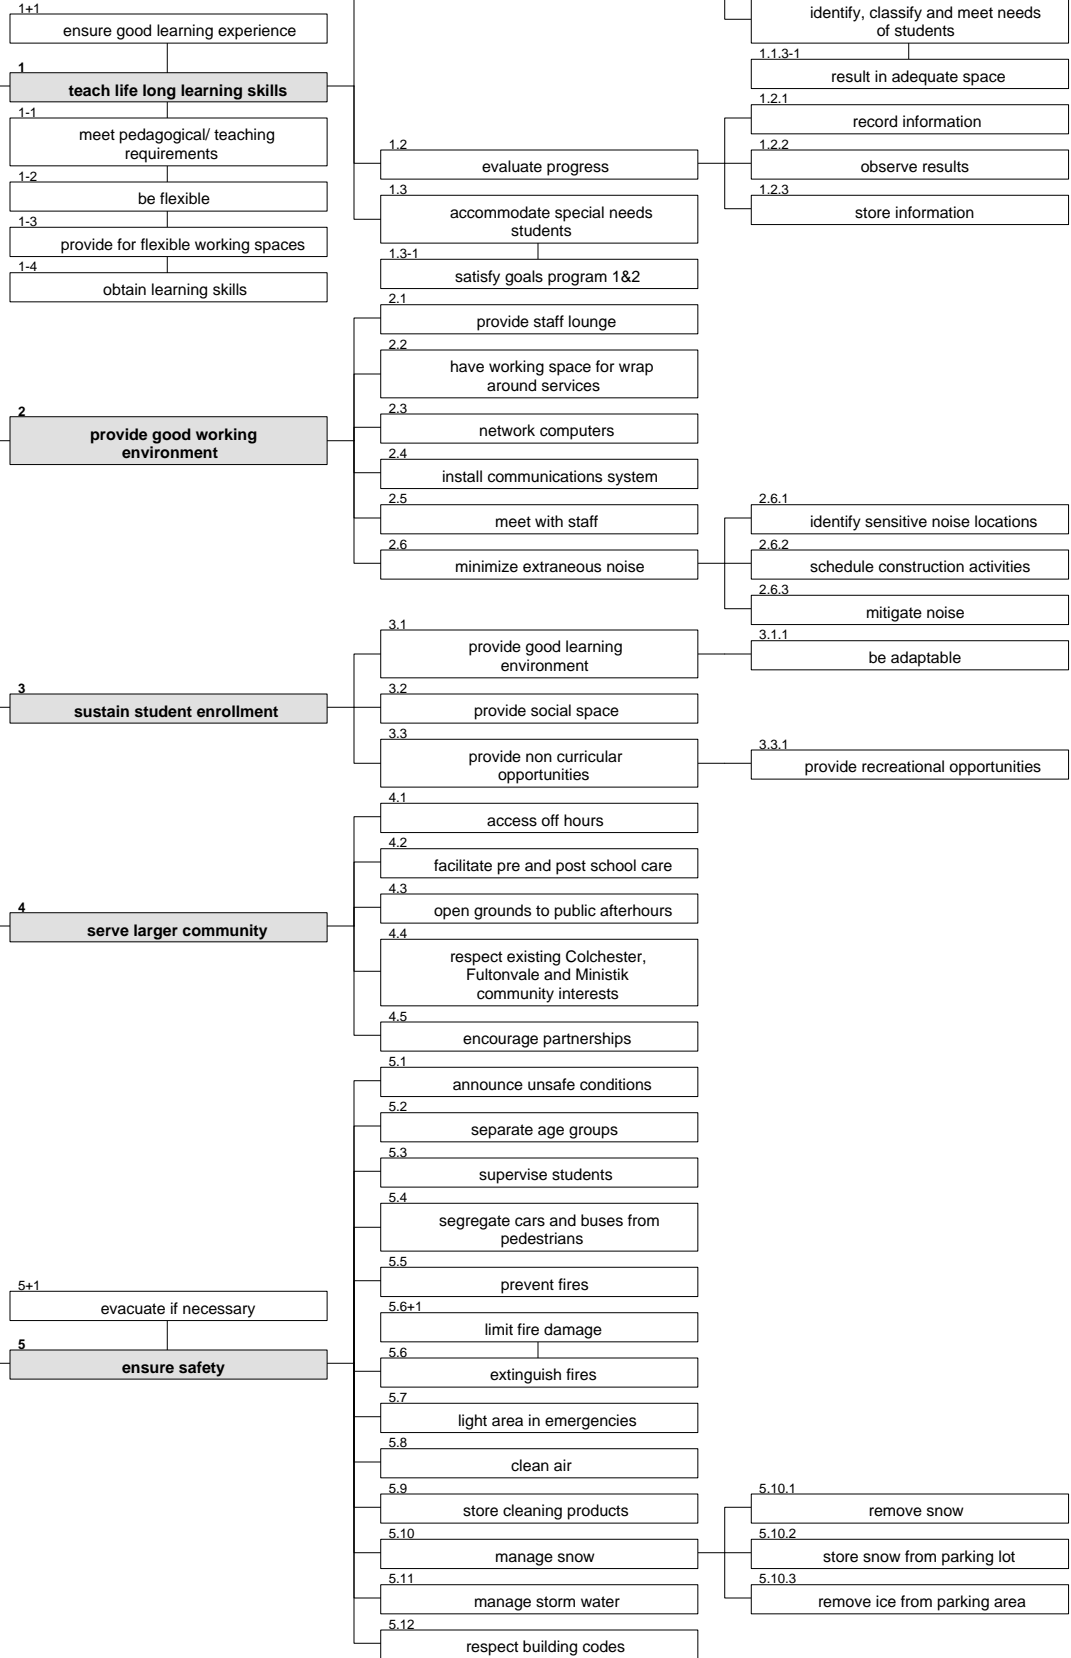 1+1
ensure good learning experience
1
teach life long learning skills
1-1
meet pedagogical/ teaching
requirements
1-2
be flexible
1-3
provide for flexible working spaces
1-4
obtain learning skills
identify, classify and meet needs
of students
1.1.3-1
result in adequate space
1.2
evaluate progress
1.2.1
record information
1.2.2
observe results
1.2.3
store information
1.3
accommodate special needs
students
1.3-1
satisfy goals program 1&2
2
provide good working
environment
2.1
provide staff lounge
2.2
have working space for wrap
around services
2.3
network computers
2.4
install communications system
2.5
meet with staff
2.6
minimize extraneous noise
2.6.1
identify sensitive noise locations
2.6.2
schedule construction activities
2.6.3
mitigate noise
3
sustain student enrollment
3.1
provide good learning
environment
3.1.1
be adaptable
3.2
provide social space
3.3
provide non curricular
opportunities
3.3.1
provide recreational opportunities
4
serve larger community
4.1
access off hours
4.2
facilitate pre and post school care
4.3
open grounds to public afterhours
4.4
respect existing Colchester,
Fultonvale and Ministik
community interests
4.5
encourage partnerships
5+1
evacuate if necessary
5
ensure safety
5.1
announce unsafe conditions
5.2
separate age groups
5.3
supervise students
5.4
segregate cars and buses from
pedestrians
5.5
prevent fires
5.6+1
limit fire damage
5.6
extinguish fires
5.7
light area in emergencies
5.8
clean air
5.9
store cleaning products
5.10
manage snow
5.10.1
remove snow
5.10.2
store snow from parking lot
5.10.3
remove ice from parking area
5.11
manage storm water
5.12
respect building codes